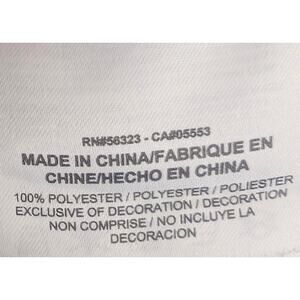 RN#56323 - CA#05553
MADE IN CHINA/FABRIQUE EN
CHINE/HECHO EN CHINA
100% POLYESTER / POLYESTER / POLIESTER
EXCLUSIVE OF DECORATION / DECORATION
NON COMPRISE / NO INCLUYE LA
DECORACION